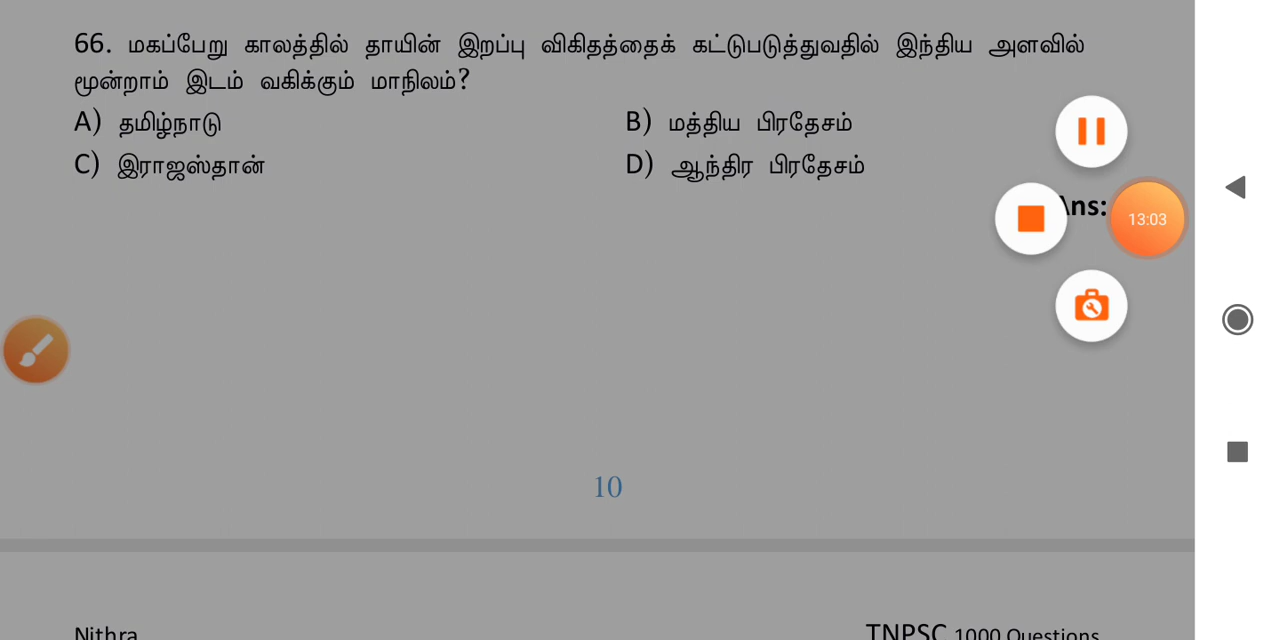 66. மகப்பேறு காலத்தில் தாயின் இறப்பு விகிதத்தைக் கட்டுபடுத்துவதில் இந்திய அளவில்
மூன்றாம் இடம் வகிக்கும் மாநிலம்?
A) தமிழ்நாடு B) மத்திய பிரதேசம்
C) இராஜஸ்தான் D) ஆந்திர பிரதேசம்
Ans:
13:03
10
Nithra TNPSC 1000 Questions